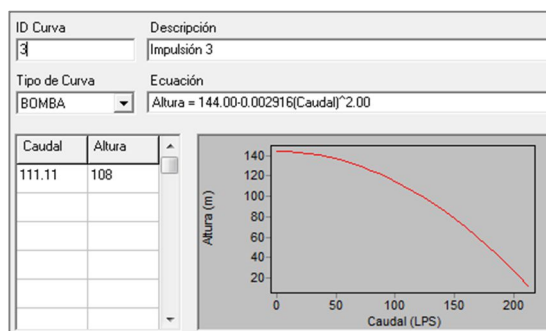 ID Curva Descripción
3 Impulsión 3
Tipo de Curva Ecuación
BOMBA Altura = 144.00-0.002916(Caudal)^2.00
Caudal Altura
111.11 108
140
120
100
80
60
40
20
Altura (m)
0 50 100 150 200
Caudal (LPS)